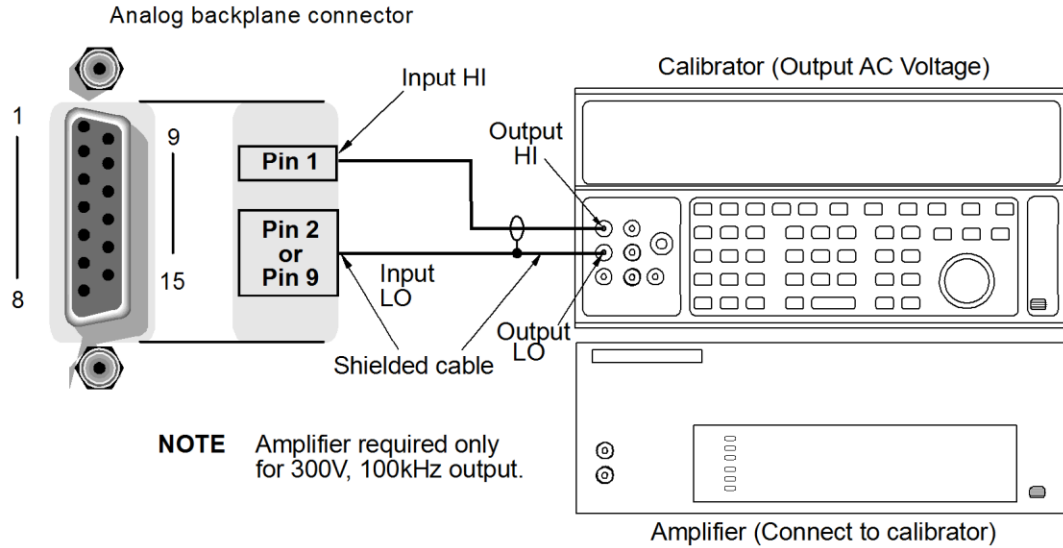 Analog backplane connector
Input HI
Calibrator (Output AC Voltage)
1
9
Output
HI
Pin 1
Pin 2
or
Pin 9
Input
LO
8
15
Output
LO
Shielded cable
NOTE Amplifier required only
for 300V, 100kHz output.
Amplifier (Connect to calibrator)